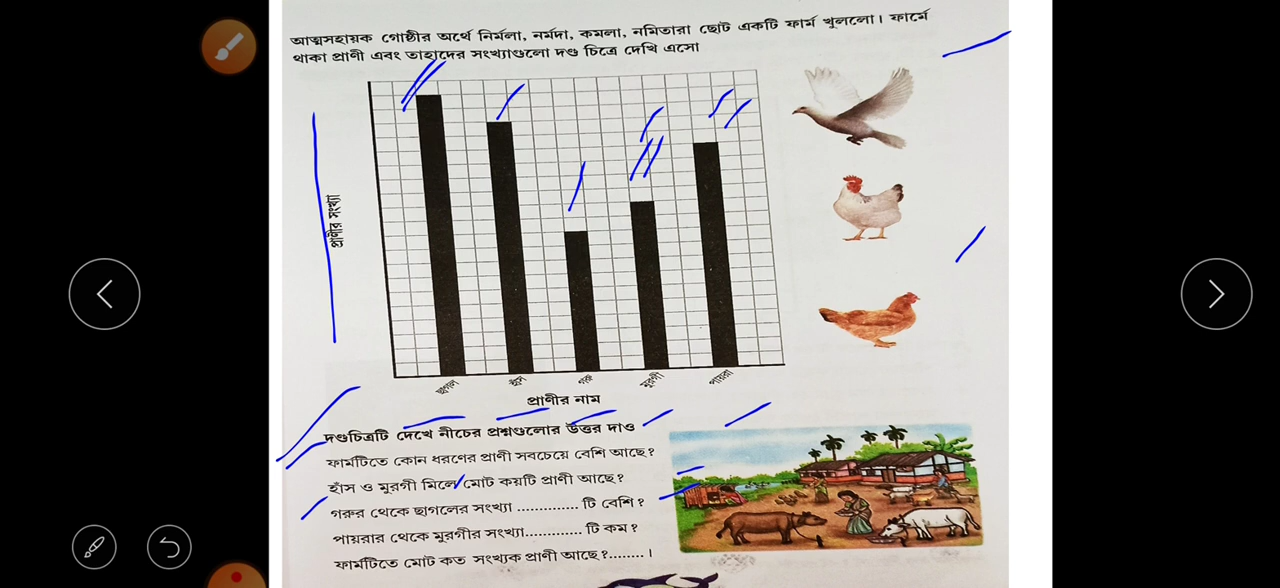 আত্মসহায়ক গোষ্ঠীর অর্থে নির্মলা, নর্মদা, কমলা, নমিতারা ছোট একটি ফার্ম খুললো। ফার্মে
থাকা প্রাণী এবং তাহাদের সংখ্যাগুলো দণ্ড চিত্রে দেখি এসো
প্রাণীর সংখ্যা
ছাগল হাঁস গরু মুরগী পায়রা
প্রাণীর নাম
দণ্ডচিত্রটি দেখে নীচের প্রশ্নগুলোর উত্তর দাও
ফার্মটিতে কোন ধরণের প্রাণী সবচেয়ে বেশি আছে?
হাঁস ও মুরগী মিলে মোট কয়টি প্রাণী আছে?
গরুর থেকে ছাগলের সংখ্যা .............. টি বেশি?
পায়রার থেকে মুরগীর সংখ্যা............. টি কম?
ফার্মটিতে মোট কত সংখ্যক প্রাণী আছে?........ ।